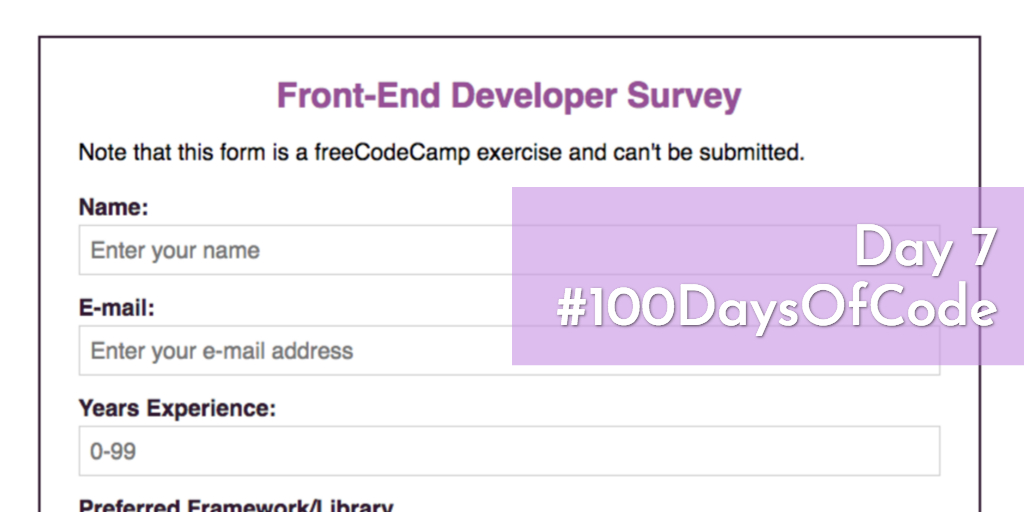 Front-End Developer Survey
Note that this form is a freeCodeCamp exercise and can't be submitted.
Name:
Enter your name
Day 7
#100DaysOfCode
E-mail:
Enter your e-mail address
Years Experience:
0-99
Preferred Framework/Library